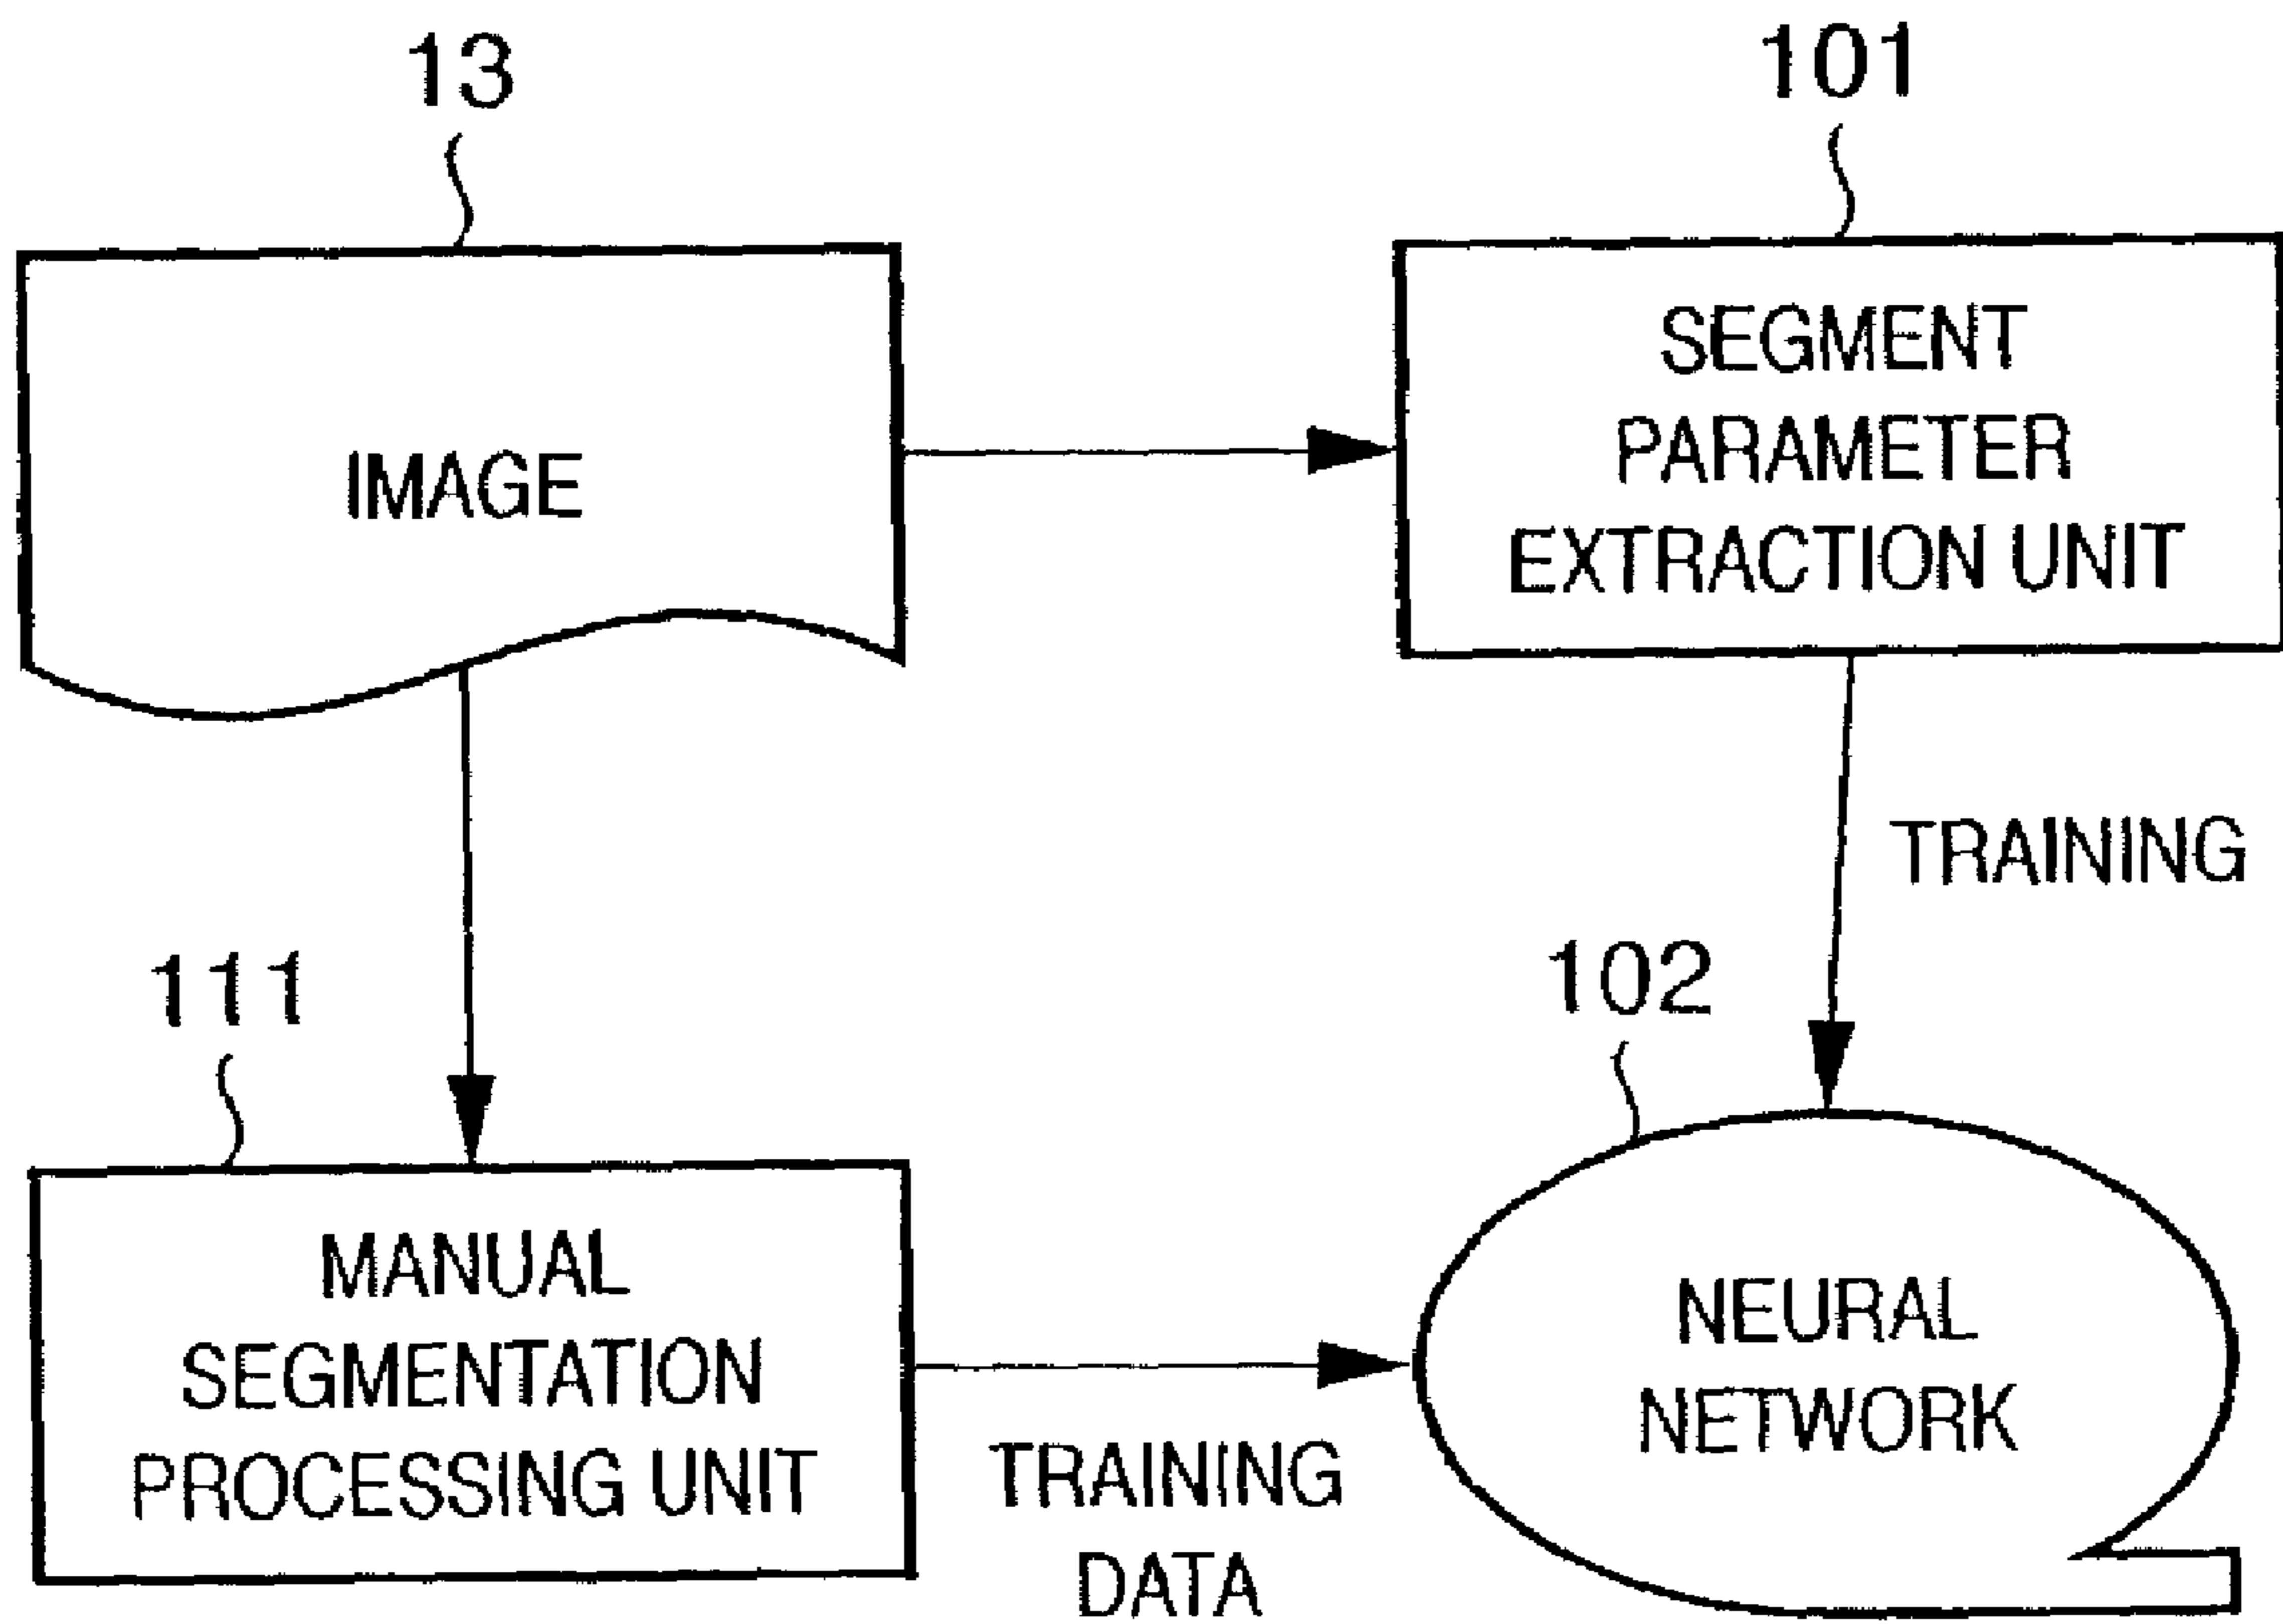 13
101
IMAGE
SEGMENT
PARAMETER
EXTRACTION UNIT
TRAINING
111
102
MANUAL
SEGMENTATION
PROCESSING UNIT
TRAINING
DATA
NEURAL
NETWORK